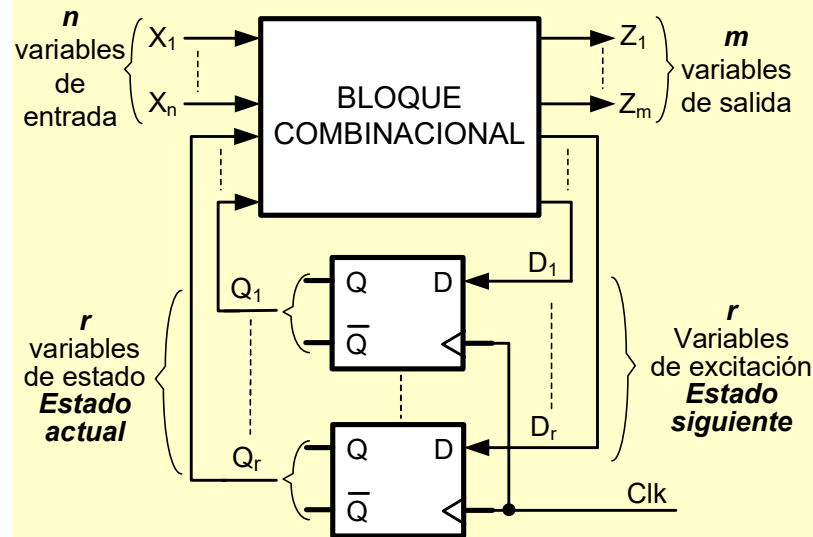 n
variables
de
entrada
X1
Xn
BLOQUE
COMBINACIONAL
Z1
Zm
m
variables
de salida
r
variables
de estado
Estado
actual
Q1
Qr
Q
D
Q̅
Q
D
Q̅
D1
Dr
r
Variables
de excitación
Estado
siguiente
Clk